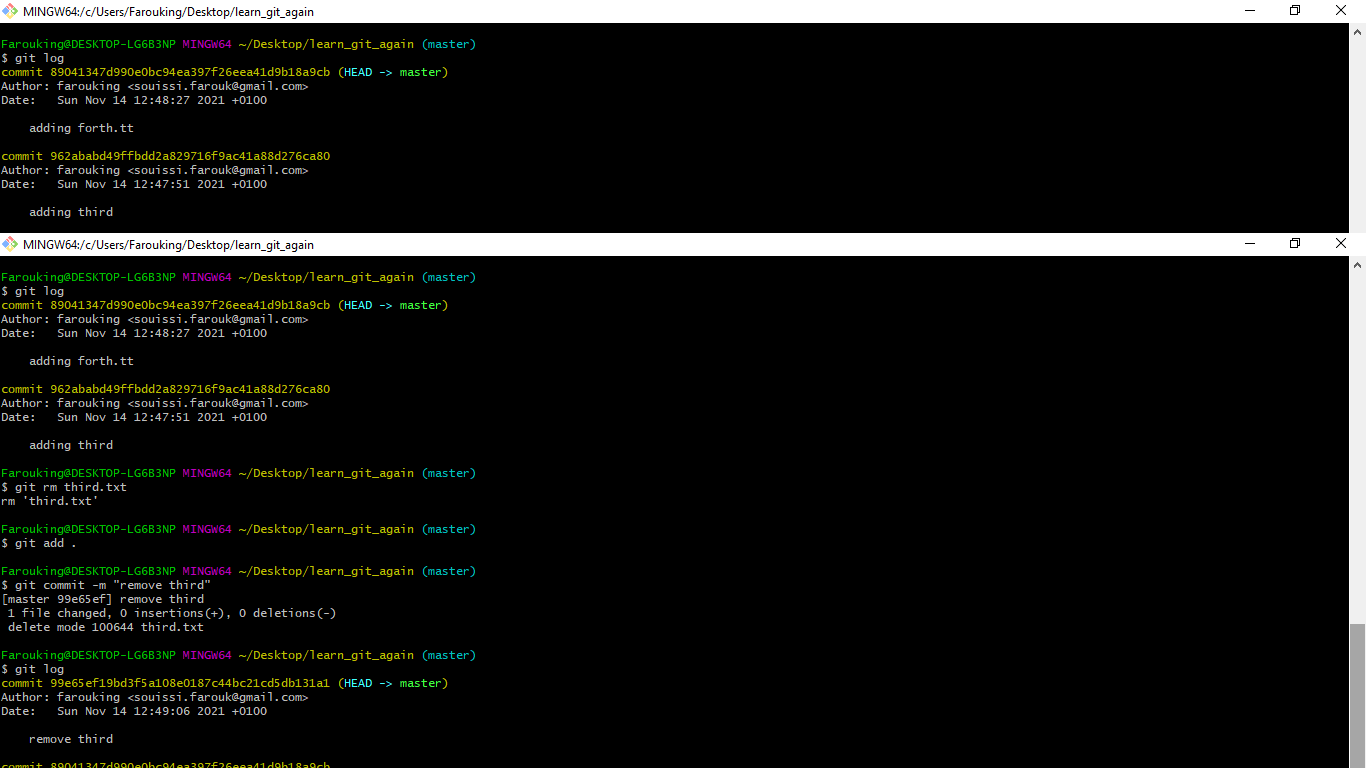 MINGW64:/c/Users/Farouking/Desktop/learn_git_again
Farouking@DESKTOP-LG6B3NP MINGW64 ~/Desktop/learn_git_again (master)
$ git log
commit 89041347d990e0bc94ea397f26eea41d9b18a9cb (HEAD -> master)
Author: farouking <souissi.farouk@gmail.com>
Date:   Sun Nov 14 12:48:27 2021 +0100
adding forth.tt
commit 962ababd49ffbdd2a829716f9ac41a88d276ca80
Author: farouking <souissi.farouk@gmail.com>
Date:   Sun Nov 14 12:47:51 2021 +0100
adding third
MINGW64:/c/Users/Farouking/Desktop/learn_git_again
Farouking@DESKTOP-LG6B3NP MINGW64 ~/Desktop/learn_git_again (master)
$ git log
commit 89041347d990e0bc94ea397f26eea41d9b18a9cb (HEAD -> master)
Author: farouking <souissi.farouk@gmail.com>
Date:   Sun Nov 14 12:48:27 2021 +0100
adding forth.tt
commit 962ababd49ffbdd2a829716f9ac41a88d276ca80
Author: farouking <souissi.farouk@gmail.com>
Date:   Sun Nov 14 12:47:51 2021 +0100
adding third
Farouking@DESKTOP-LG6B3NP MINGW64 ~/Desktop/learn_git_again (master)
$ git rm third.txt
rm 'third.txt'
Farouking@DESKTOP-LG6B3NP MINGW64 ~/Desktop/learn_git_again (master)
$ git add .
Farouking@DESKTOP-LG6B3NP MINGW64 ~/Desktop/learn_git_again (master)
$ git commit -m "remove third"
[master 99e65ef] remove third
1 file changed, 0 insertions(+), 0 deletions(-)
delete mode 100644 third.txt
Farouking@DESKTOP-LG6B3NP MINGW64 ~/Desktop/learn_git_again (master)
$ git log
commit 99e65ef19bd3f5a108e0187c44bc21cd5db131a1 (HEAD -> master)
Author: farouking <souissi.farouk@gmail.com>
Date:   Sun Nov 14 12:49:06 2021 +0100
remove third
commit 89041347d990e0bc94ea397f26eea41d9b18a9cb